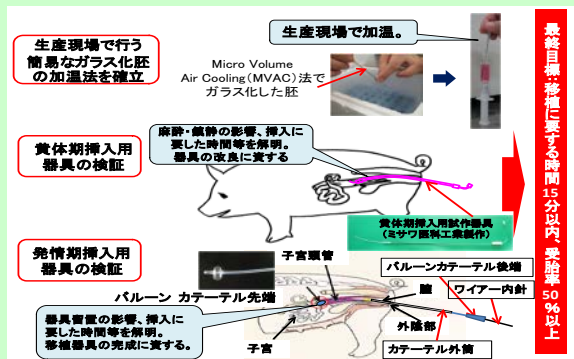 生産現場で行う
簡易なガラス化胚
の加温法を確立
Micro Volume
Air Cooling(MVAC)法で
ガラス化した胚
生産現場で加温。
黄体期挿入用
器具の検証
麻酔・鎮静の影響、挿入に
要した時間等を解明。
器具の改良に資する
黄体期挿入用試作器具
(ミサワ医科工業製作)
発情期挿入用
器具の検証
バルーン カテーテル先端
子宮頸管
バルーンカテーテル後端
ワイアー内針
膣
外陰部
カテーテル外筒
子宮
器具留置の影響、挿入に
要した時間等を解明。
移植器具の完成に資する。
最終目標:移植に要する時間15分以内、受胎率50%以上